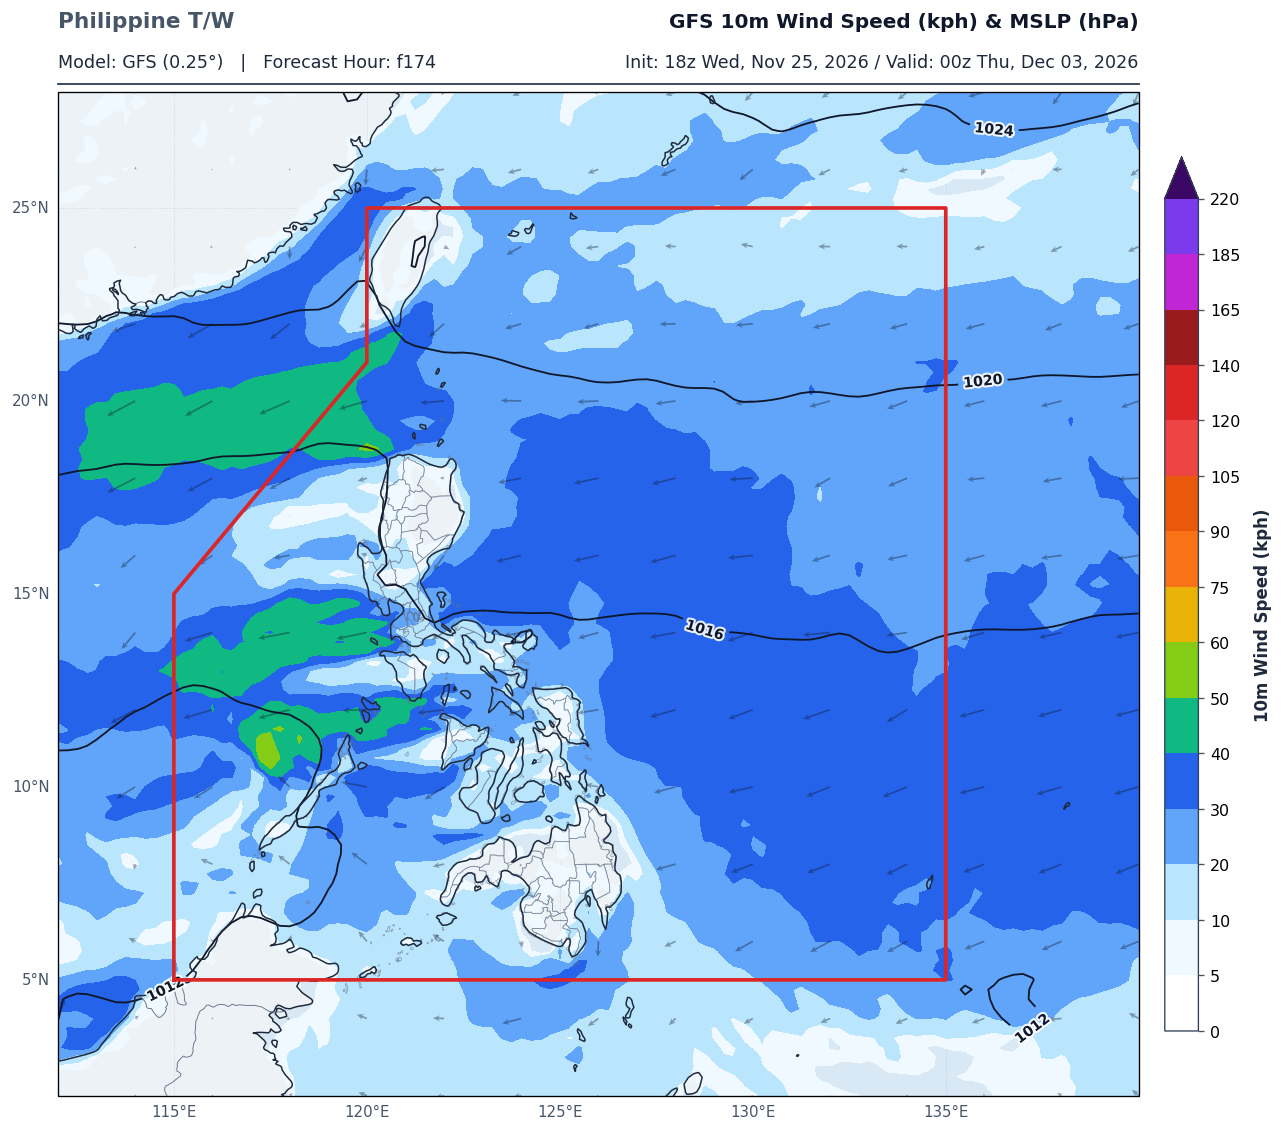 Philippine T/W
GFS 10m Wind Speed (kph) & MSLP (hPa)
Model: GFS (0.25°) | Forecast Hour: f174
Init: 18z Wed, Nov 25, 2026 / Valid: 00z Thu, Dec 03, 2026
1024
1020
1016
1012
1012
25°N
20°N
15°N
10°N
5°N
115°E
120°E
125°E
130°E
135°E
220
185
165
140
120
105
90
75
60
50
40
30
20
10
5
0
10m Wind Speed (kph)